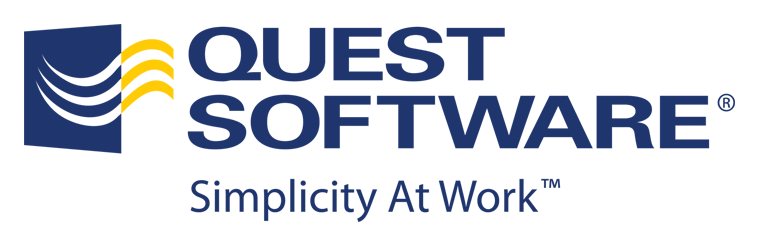 QUEST
SOFTWARE®
Simplicity At Work™